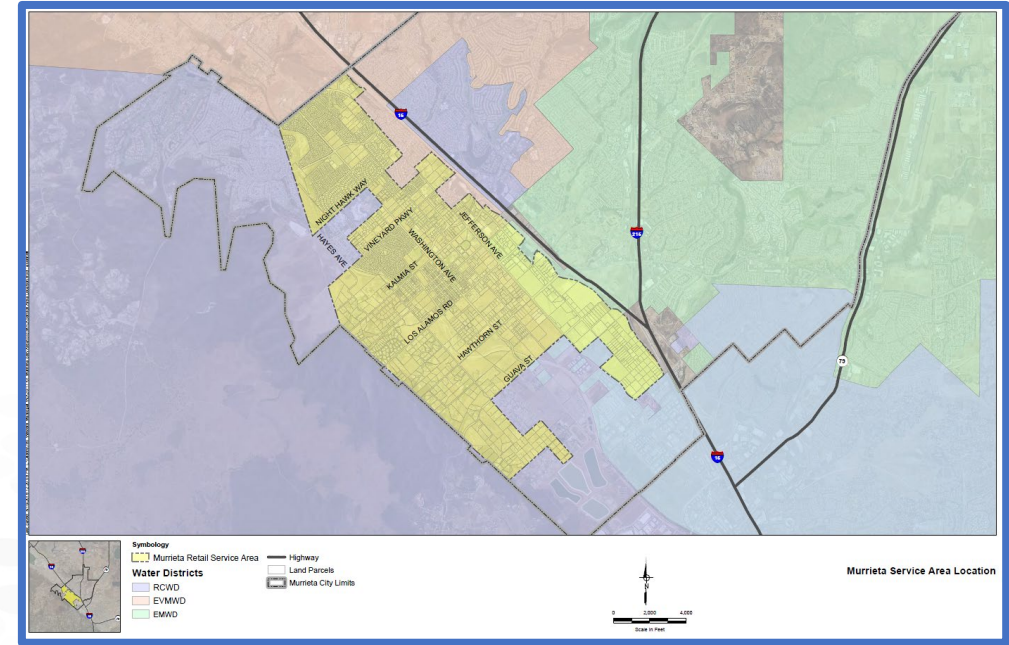 15
NIGHT HAWK WAY
HAYES AVE
VINEYARD PKWY
WASHINGTON AVE
JEFFERSON AVE
KALMIA ST
LOS ALAMOS RD
HAWTHORN ST
GUAVA ST
215
79
15
Symbology
Murrieta Retail Service Area
Water Districts
RCWD
EVMWD
EMWD
Highway
Land Parcels
Murrieta City Limits
N
0 2,000 4,000
Scale in Feet
Murrieta Service Area Location